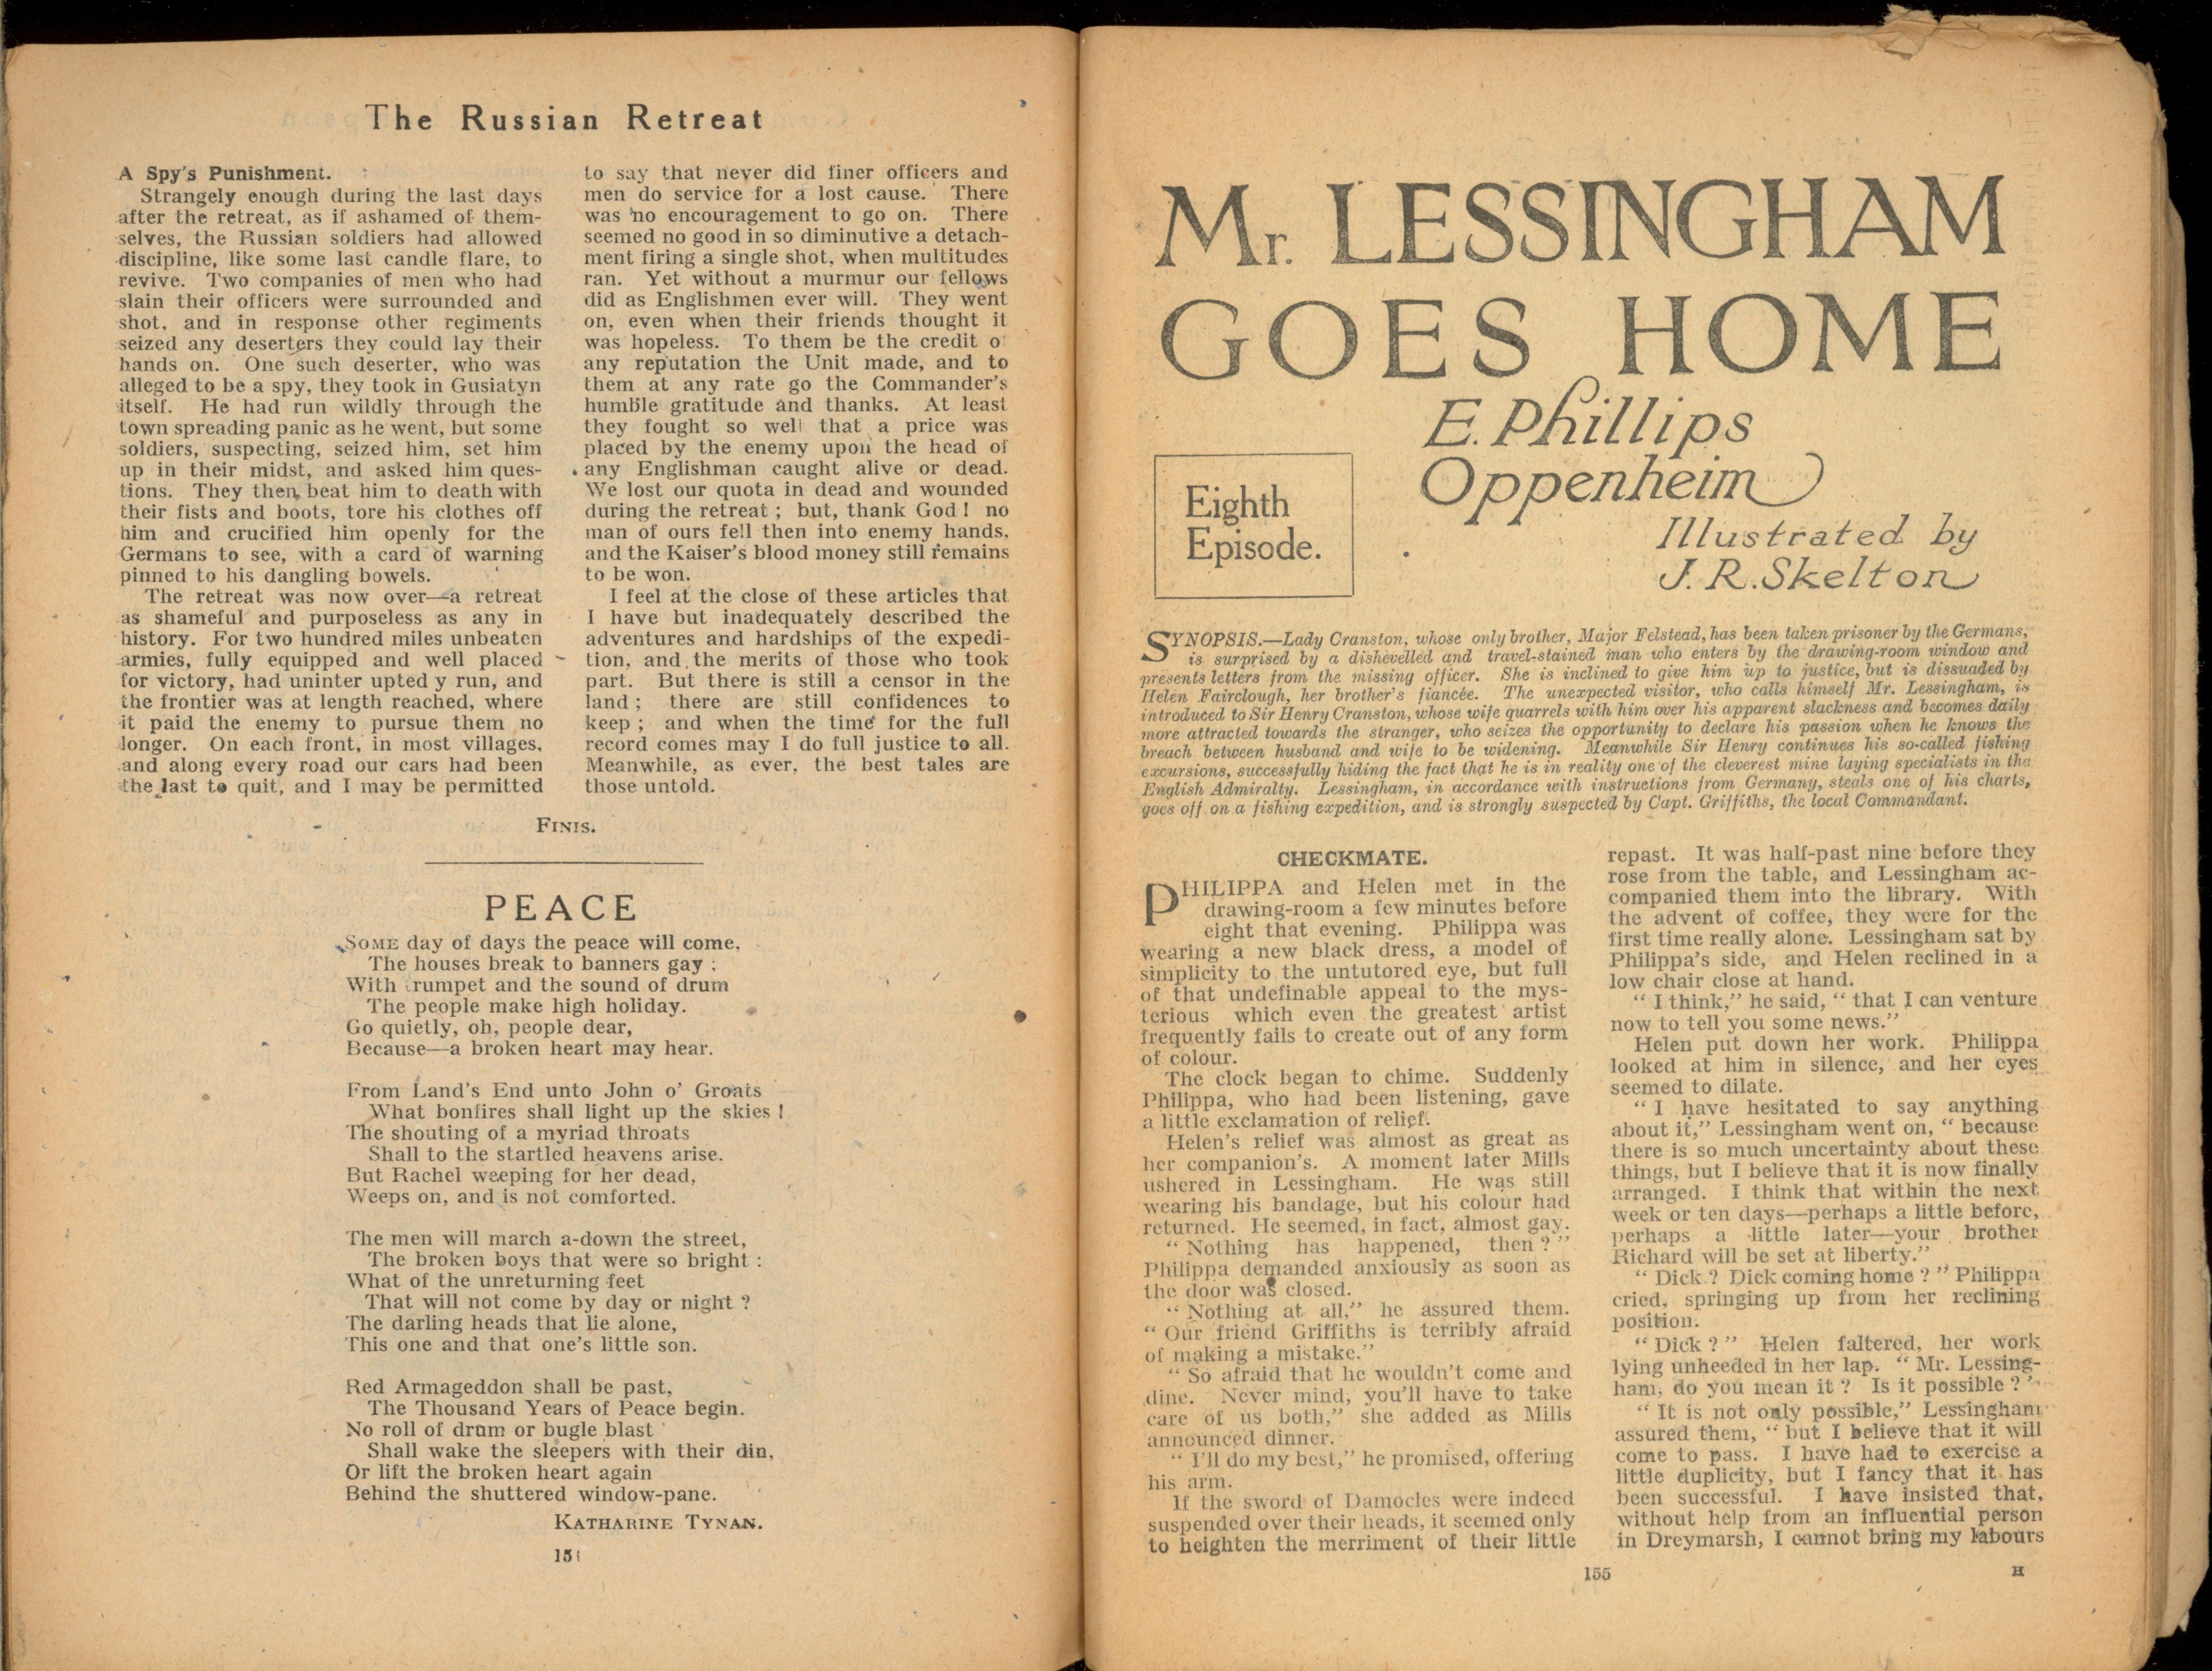 The Russian Retreat
A Spy's Punishment.
Strangely enough during the last days
after the retreat, as if ashamed of them-
selves, the Russian soldiers had allowed
discipline, like some last candle flare, to
revive. Two companies of men who had
slain their officers were surrounded and
shot, and in response other regiments
seized any deserters they could lay their
hands on. One such deserter, who was
alleged to be a spy, they took in Gusiatyn
itself. He had run wildly through the
town spreading panic as he went, but some
soldiers, suspecting, seized him, set him
up in their midst, and asked him ques-
tions. They then beat him to death with
their fists and boots, tore his clothes off
him and crucified him openly for the
Germans to see, with a card of warning
pinned to his dangling bowels.
The retreat was now over—a retreat
as shameful and purposeless as any in
history. For two hundred miles unbeaten
armies, fully equipped and well placed
for victory, had uninter upted y run, and
the frontier was at length reached, where
it paid the enemy to pursue them no
longer. On each front, in most villages,
and along every road our cars had been
the last to quit, and I may be permitted
to say that never did finer officers and
men do service for a lost cause. There
was no encouragement to go on. There
seemed no good in so diminutive a detach-
ment firing a single shot, when multitudes
ran. Yet without a murmur our fellows
did as Englishmen ever will. They went
on, even when their friends thought it
was hopeless. To them be the credit o
any reputation the Unit made, and to
them at any rate go the Commander's
humble gratitude and thanks. At least
they fought so well that a price was
placed by the enemy upon the head of
any Englishman caught alive or dead.
We lost our quota in dead and wounded
during the retreat ; but, thank God ! no
man of ours fell then into enemy hands,
and the Kaiser's blood money still remains
to be won.
I feel at the close of these articles that
I have but inadequately described the
adventures and hardships of the expedi-
tion, and the merits of those who took
part. But there is still a censor in the
land ; there are still confidences to
keep ; and when the time for the full
record comes may I do full justice to all.
Meanwhile, as ever, the best tales are
those untold.
FINIS.
PEACE
SOME day of days the peace will come,
The houses break to banners gay :
With trumpet and the sound of drum
The people make high holiday.
Go quietly, oh, people dear,
Because—a broken heart may hear.
From Land's End unto John o' Groats
What bonfires shall light up the skies !
The shouting of a myriad throats
Shall to the startled heavens arise.
But Rachel weeping for her dead,
Weeps on, and is not comforted.
The men will march a-down the street,
The broken boys that were so bright :
What of the unreturning feet
That will not come by day or night ?
The darling heads that lie alone,
This one and that one's little son.
Red Armageddon shall be past,
The Thousand Years of Peace begin.
No roll of drum or bugle blast
Shall wake the sleepers with their din,
Or lift the broken heart again
Behind the shuttered window-pane.
KATHARINE TYNAN.
Mr. LESSINGHAM
GOES HOME
E. Phillips
Oppenheim
Eighth
Episode.
Illustrated by
J. R. Skelton
SYNOPSIS.—Lady Cranston, whose only brother, Major Felstead, has been taken prisoner by the Germans,
is surprised by a dishevelled and travel-stained man who enters by the drawing-room window and
presents letters from the missing officer. She is inclined to give him up to justice, but is dissuaded by
Helen Fairclough, her brother's fiancée. The unexpected visitor, who calls himself Mr. Lessingham, is
introduced to Sir Henry Cranston, whose wife quarrels with him over his apparent slackness and becomes daily
more attracted towards the stranger, who seizes the opportunity to declare his passion when he knows the
breach between husband and wife to be widening. Meanwhile Sir Henry continues his so-called fishing
excursions, successfully hiding the fact that he is in reality one of the cleverest mine laying specialists in the
English Admiralty. Lessingham, in accordance with instructions from Germany, steals one of his charts,
goes off on a fishing expedition, and is strongly suspected by Capt. Griffiths, the local Commandant.
CHECKMATE.
PHILIPPA and Helen met in the
drawing-room a few minutes before
eight that evening. Philippa was
wearing a new black dress, a model of
simplicity to the untutored eye, but full
of that undefinable appeal to the mys-
terious which even the greatest artist
frequently fails to create out of any form
of colour.
The clock began to chime. Suddenly
Philippa, who had been listening, gave
a little exclamation of relief.
Helen's relief was almost as great as
her companion's. A moment later Mills
ushered in Lessingham. He was still
wearing his bandage, but his colour had
returned. He seemed, in fact, almost gay.
" Nothing has happened, then ? "
Philippa demanded anxiously as soon as
the door was closed.
" Nothing at all," he assured them.
" Our friend Griffiths is terribly afraid
of making a mistake."
" So afraid that he wouldn't come and
dine. Never mind, you'll have to take
care of us both," she added as Mills
announced dinner.
" I'll do my best," he promised, offering
his arm.
If the sword of Damocles were indeed
suspended over their heads, it seemed only
to heighten the merriment of their little
repast. It was half-past nine before they
rose from the table, and Lessingham ac-
companied them into the library. With
the advent of coffee, they were for the
first time really alone. Lessingham sat by
Philippa's side, and Helen reclined in a
low chair close at hand.
" I think," he said, " that I can venture
now to tell you some news."
Helen put down her work. Philippa
looked at him in silence, and her eyes
seemed to dilate.
" I have hesitated to say anything
about it," Lessingham went on, " because
there is so much uncertainty about these
things, but I believe that it is now finally
arranged. I think that within the next
week or ten days—perhaps a little before,
perhaps a little later—your brother
Richard will be set at liberty."
" Dick ? Dick coming home ? " Philippa
cried, springing up from her reclining
position.
" Dick ? " Helen faltered, her work
lying unheeded in her lap. " Mr. Lessing-
ham, do you mean it ? Is it possible ? "
" It is not only possible," Lessingham
assured them, " but I believe that it will
come to pass. I have had to exercise a
little duplicity, but I fancy that it has
been successful. I have insisted that,
without help from an influential person
in Dreymarsh, I cannot bring my labours
155
H